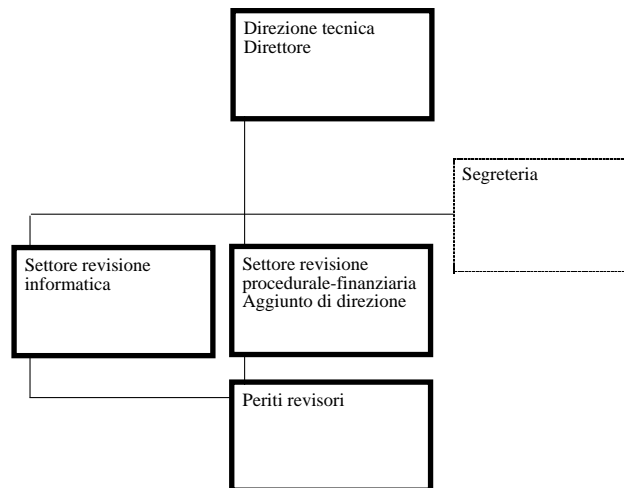 Direzione tecnica
Direttore
Segreteria
Settore revisione
informatica
Settore revisione
procedurale-finanziaria
Aggiunto di direzione
Periti revisori